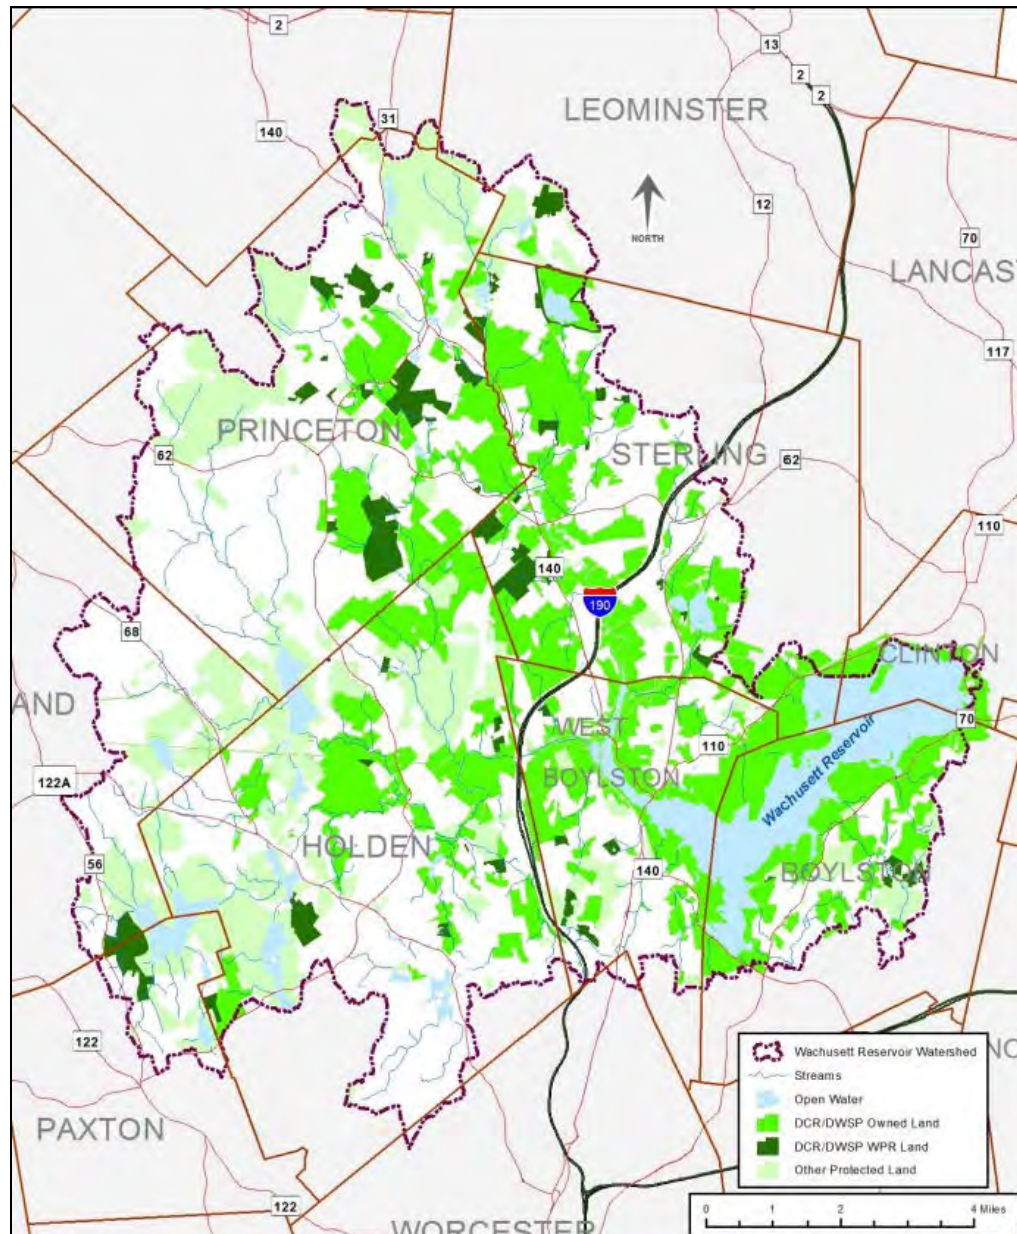 2
13
2
2
LEOMINSTER
31
140
12
NORTH
70
LANCAST
117
PRINCETON
STERLING
62
62
110
140
190
68
CLINTON
AND
WEST
70
110
BOYLSTON
Wachusett Reservoir
122A
HOLDEN
56
140
BOYLSTON
122
PAXTON
122
WORCESTER
Wachusett Reservoir Watershed
Streams
Open Water
DCR/DWSP Owned Land
DCR/DWSP WPR Land
Other Protected Land
0 1 2 4 Miles